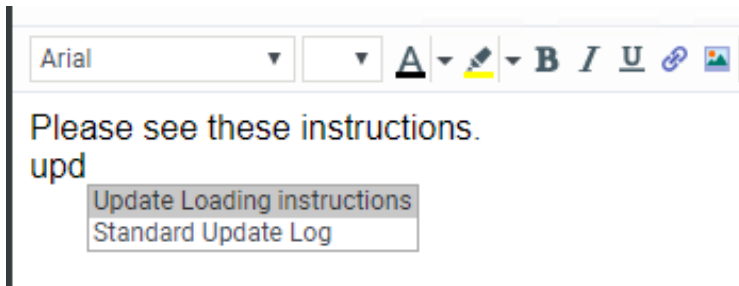 Arial
A B I U
Please see these instructions.
upd
Update Loading instructions
Standard Update Log